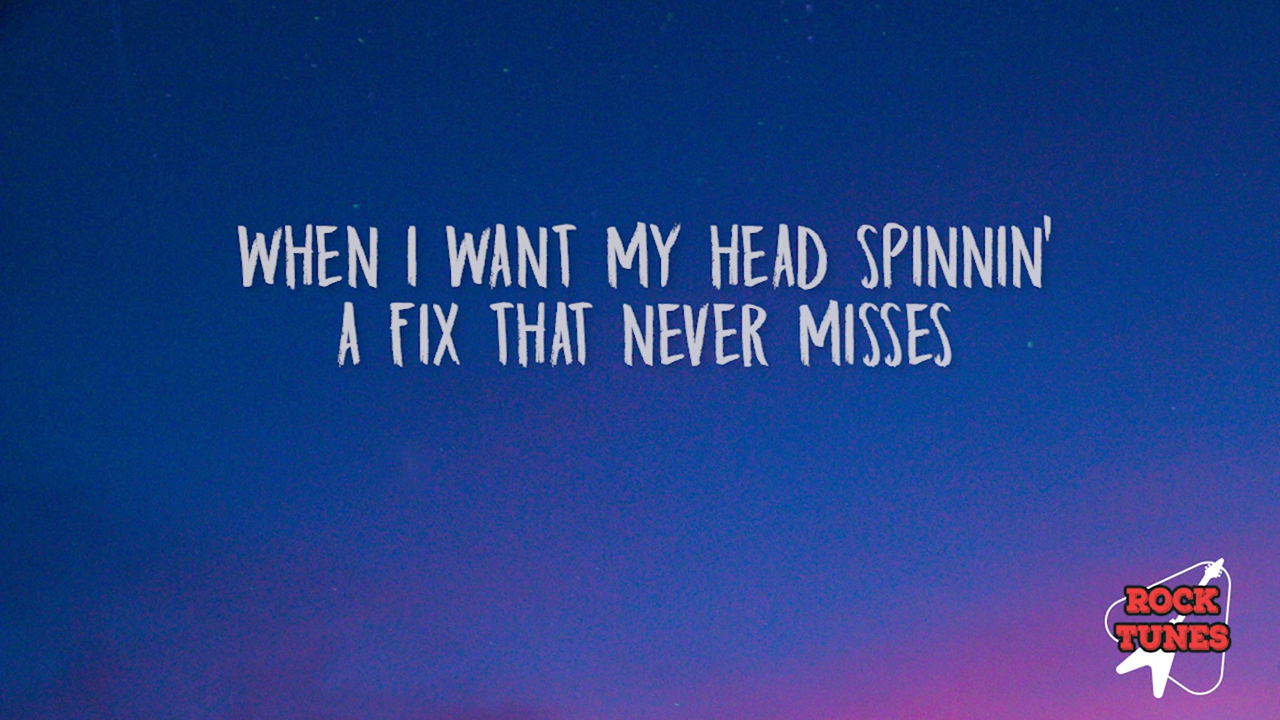 WHEN I WANT MY HEAD SPINNIN'
A FIX THAT NEVER MISSES
ROCK
TUNES